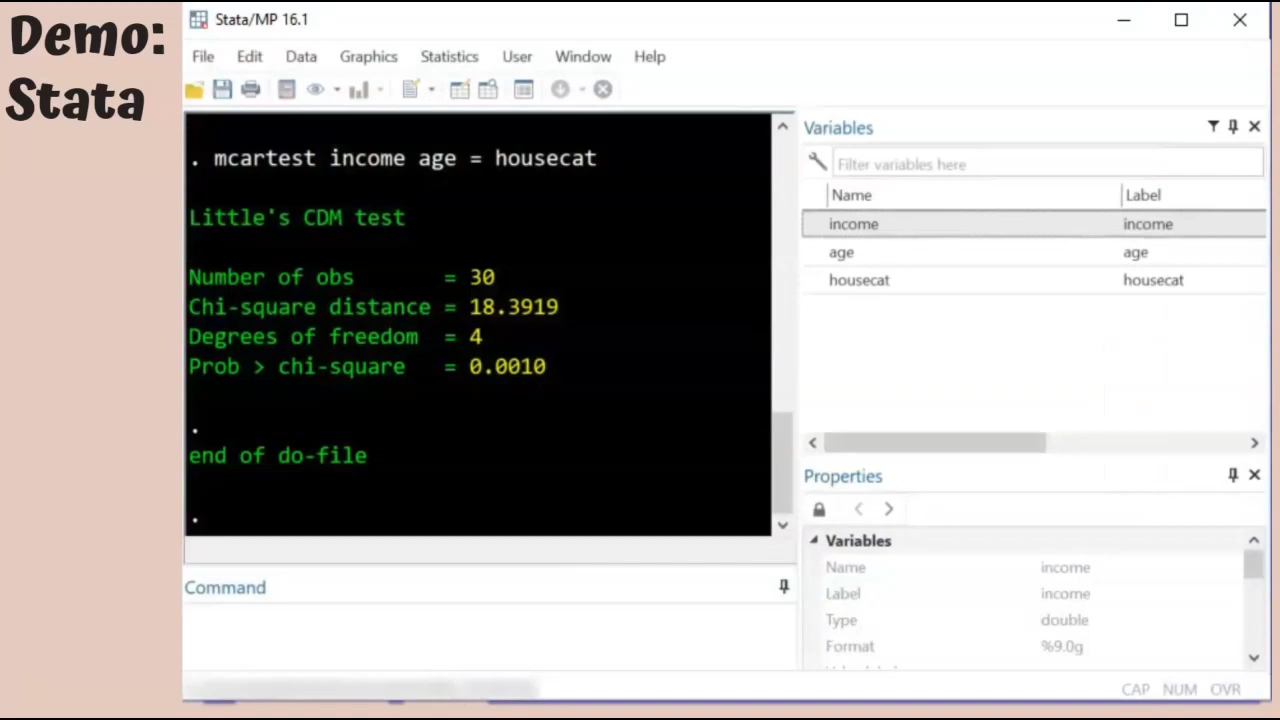 Demo:
Stata
Stata/MP 16.1
File Edit Data Graphics Statistics User Window Help
. mcartest income age = housecat
Little's CDM test
Number of obs = 30
Chi-square distance = 18.3919
Degrees of freedom = 4
Prob > chi-square = 0.0010
.
end of do-file
.
Command
Variables
Filter variables here
Name Label
income income
age age
housecat housecat
Properties
Variables
Name income
Label income
Type double
Format %9.0g
CAP NUM OVR